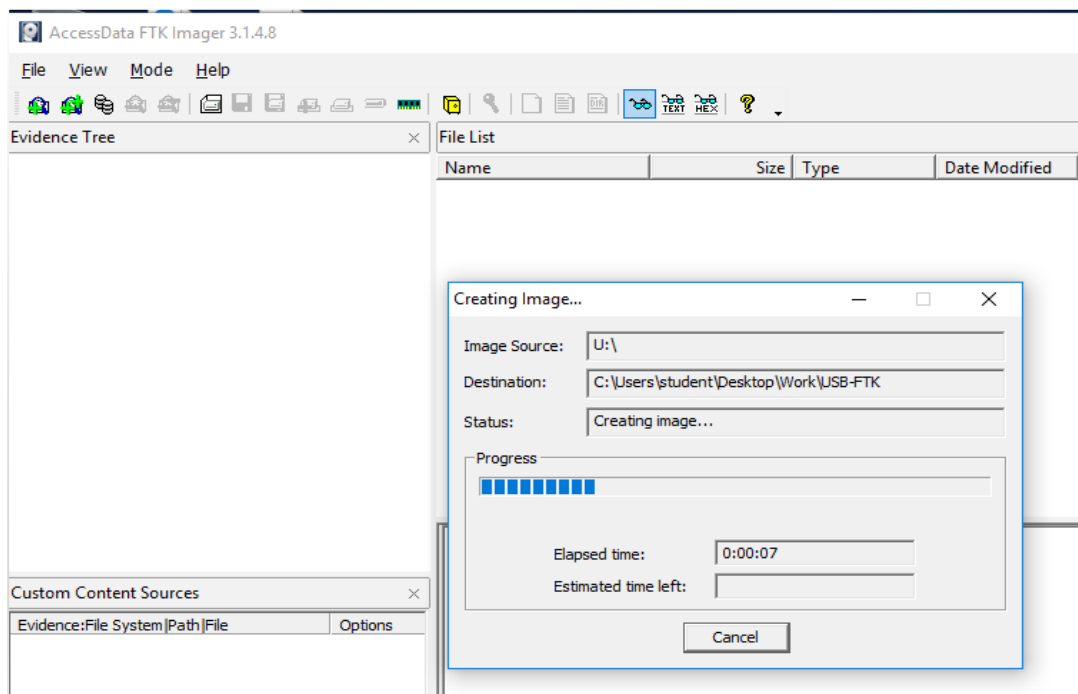 AccessData FTK Imager 3.1.4.8
File View Mode Help
TEXT HEX
Evidence Tree
File List
Name Size Type Date Modified
Creating Image...
Image Source: U:\
Destination: C:\Users\student\Desktop\Work\USB-FTK
Status: Creating image...
Progress
Elapsed time: 0:00:07
Estimated time left:
Cancel
Custom Content Sources
Evidence:File System|Path|File Options